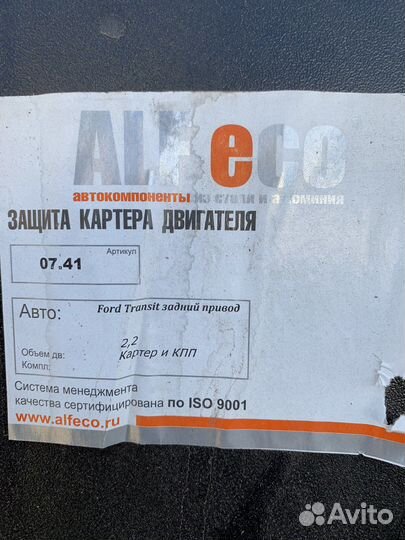 ALFeco
автокомпоненты из стали и алюминия
ЗАЩИТА КАРТЕРА ДВИГАТЕЛЯ
Артикул
07.41
Авто: Ford Transit задний привод
Объем дв: 2,2
Компл: Картер и КПП
Система менеджмента
качества сертифицирована по ISO 9001
www.alfeco.ru
Avito